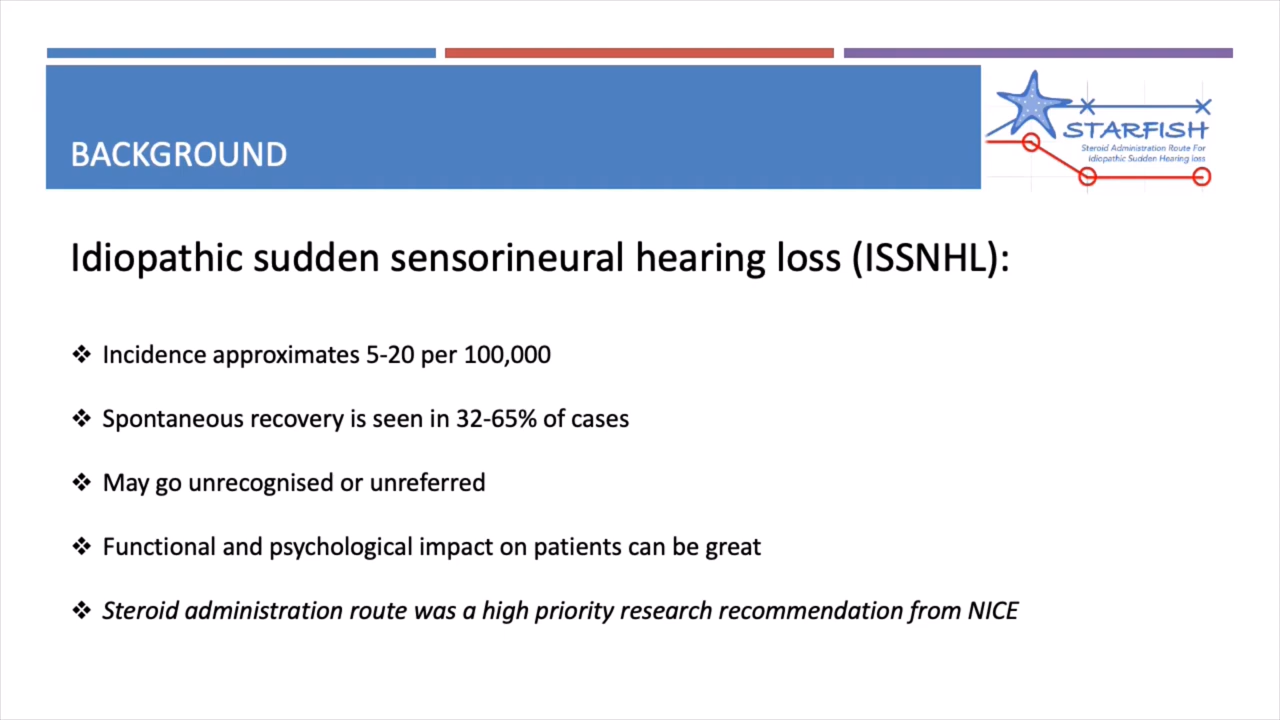 BACKGROUND
STARFISH
Steroid Administration Route For
Idiopathic Sudden Hearing loss
Idiopathic sudden sensorineural hearing loss (ISSNHL):
❖ Incidence approximates 5-20 per 100,000
❖ Spontaneous recovery is seen in 32-65% of cases
❖ May go unrecognised or unreferred
❖ Functional and psychological impact on patients can be great
❖ Steroid administration route was a high priority research recommendation from NICE